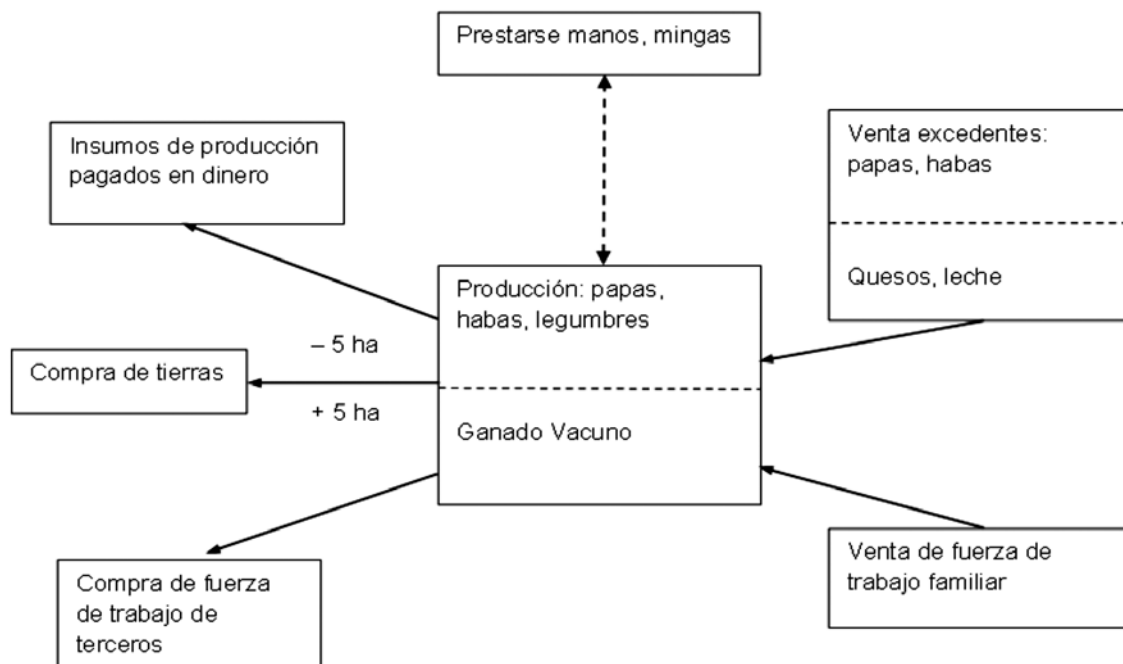 Prestarse manos, mingas
Insumos de producción
pagados en dinero
Venta excedentes:
papas, habas
Quesos, leche
Producción: papas,
habas, legumbres
– 5 ha
Compra de tierras
+ 5 ha
Ganado Vacuno
Compra de fuerza
de trabajo de
terceros
Venta de fuerza de
trabajo familiar